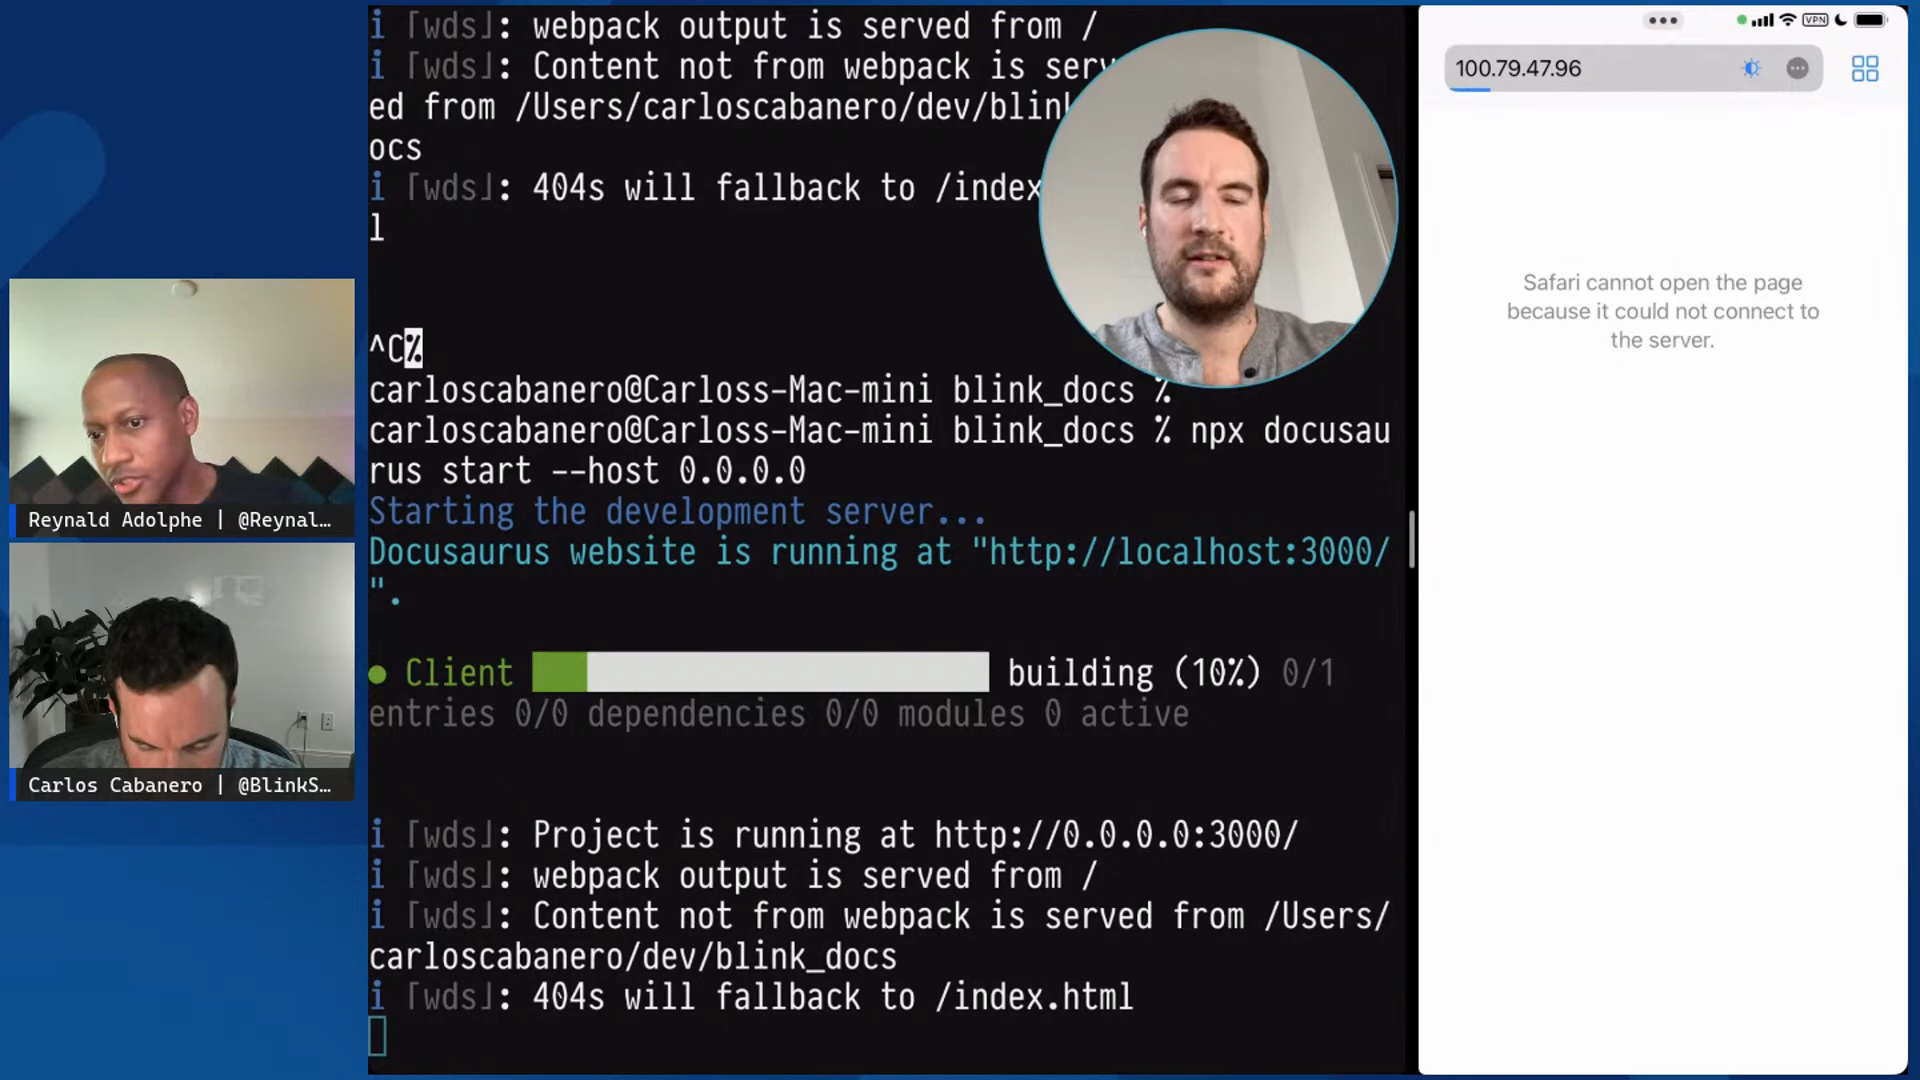 i ⌈wds⌋: webpack output is served from /
i ⌈wds⌋: Content not from webpack is serv
ed from /Users/carloscabanero/dev/blink
ocs
i ⌈wds⌋: 404s will fallback to /index
l
^C%
carloscabanero@Carloss-Mac-mini blink_docs %
carloscabanero@Carloss-Mac-mini blink_docs % npx docusau
rus start --host 0.0.0.0
Starting the development server...
Docusaurus website is running at "http://localhost:3000/
".
● Client building (10%) 0/1
entries 0/0 dependencies 0/0 modules 0 active
i ⌈wds⌋: Project is running at http://0.0.0.0:3000/
i ⌈wds⌋: webpack output is served from /
i ⌈wds⌋: Content not from webpack is served from /Users/
carloscabanero/dev/blink_docs
i ⌈wds⌋: 404s will fallback to /index.html
Reynald Adolphe | @Reynal...
Carlos Cabanero | @BlinkS...
VPN
100.79.47.96
Safari cannot open the page
because it could not connect to
the server.